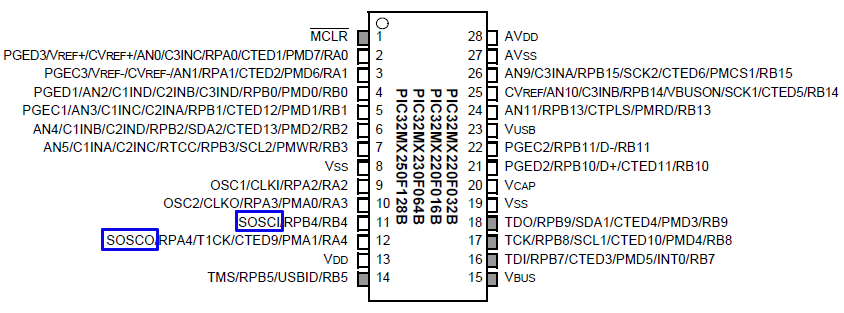 MCLR 1
PGED3/VREF+/CVREF+/AN0/C3INC/RPA0/CTED1/PMD7/RA0 2
PGEC3/VREF-/CVREF-/AN1/RPA1/CTED2/PMD6/RA1 3
PGED1/AN2/C1IND/C2INB/C3IND/RPB0/PMD0/RB0 4
PGEC1/AN3/C1INC/C2INA/RPB1/CTED12/PMD1/RB1 5
AN4/C1INB/C2IND/RPB2/SDA2/CTED13/PMD2/RB2 6
AN5/C1INA/C2INC/RTCC/RPB3/SCL2/PMWR/RB3 7
VSS 8
OSC1/CLKI/RPA2/RA2 9
OSC2/CLKO/RPA3/PMA0/RA3 10
SOSCI/RPB4/RB4 11
SOSCO/RPA4/T1CK/CTED9/PMA1/RA4 12
VDD 13
TMS/RPB5/USBID/RB5 14
PIC32MX220F032B
PIC32MX220F016B
PIC32MX230F064B
PIC32MX250F128B
28 AVDD
27 AVSS
26 AN9/C3INA/RPB15/SCK2/CTED6/PMCS1/RB15
25 CVREF/AN10/C3INB/RPB14/VBUSON/SCK1/CTED5/RB14
24 AN11/RPB13/CTPLS/PMRD/RB13
23 VUSB
22 PGEC2/RPB11/D-/RB11
21 PGED2/RPB10/D+/CTED11/RB10
20 VCAP
19 VSS
18 TDO/RPB9/SDA1/CTED4/PMD3/RB9
17 TCK/RPB8/SCL1/CTED10/PMD4/RB8
16 TDI/RPB7/CTED3/PMD5/INT0/RB7
15 VBUS